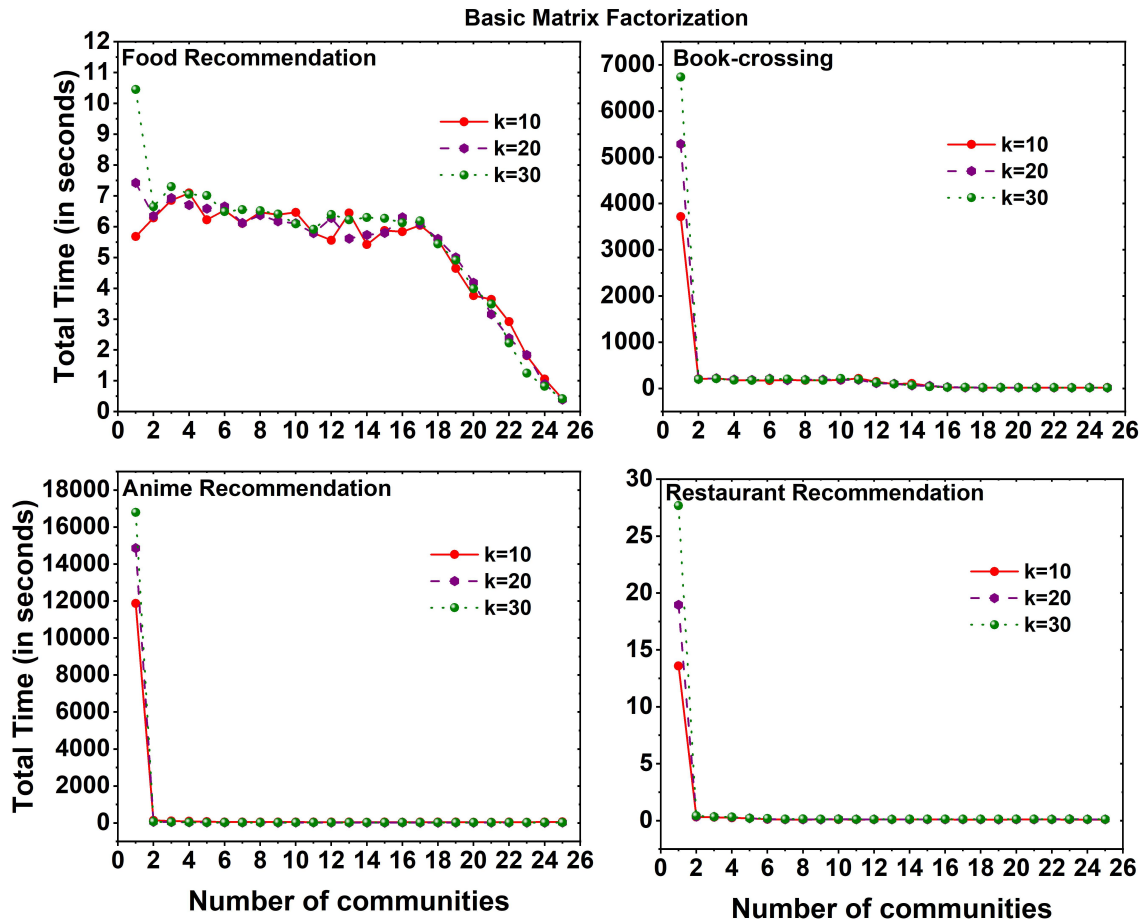 Basic Matrix Factorization
Food Recommendation
Total Time (in seconds)
12
11
10
9
8
7
6
5
4
3
2
1
0
k=10
k=20
k=30
0 2 4 6 8 10 12 14 16 18 20 22 24 26
Book-crossing
7000
6000
5000
4000
3000
2000
1000
0
k=10
k=20
k=30
0 2 4 6 8 10 12 14 16 18 20 22 24 26
Anime Recommendation
Total Time (in seconds)
18000
16000
14000
12000
10000
8000
6000
4000
2000
0
k=10
k=20
k=30
0 2 4 6 8 10 12 14 16 18 20 22 24 26
Number of communities
Restaurant Recommendation
30
25
20
15
10
5
0
k=10
k=20
k=30
0 2 4 6 8 10 12 14 16 18 20 22 24 26
Number of communities